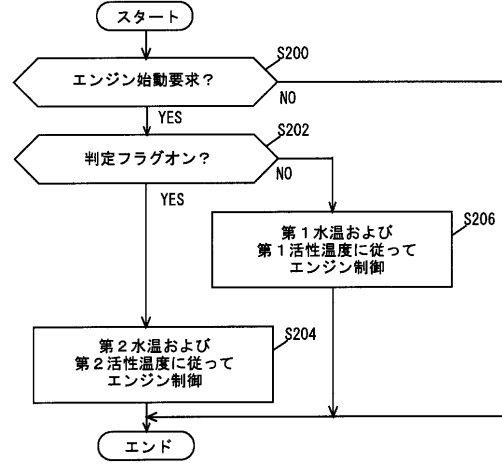 スタート
S200
エンジン始動要求？
NO
YES
S202
判定フラグオン？
NO
YES
S206
第１水温および
第１活性温度に従って
エンジン制御
S204
第２水温および
第２活性温度に従って
エンジン制御
エンド